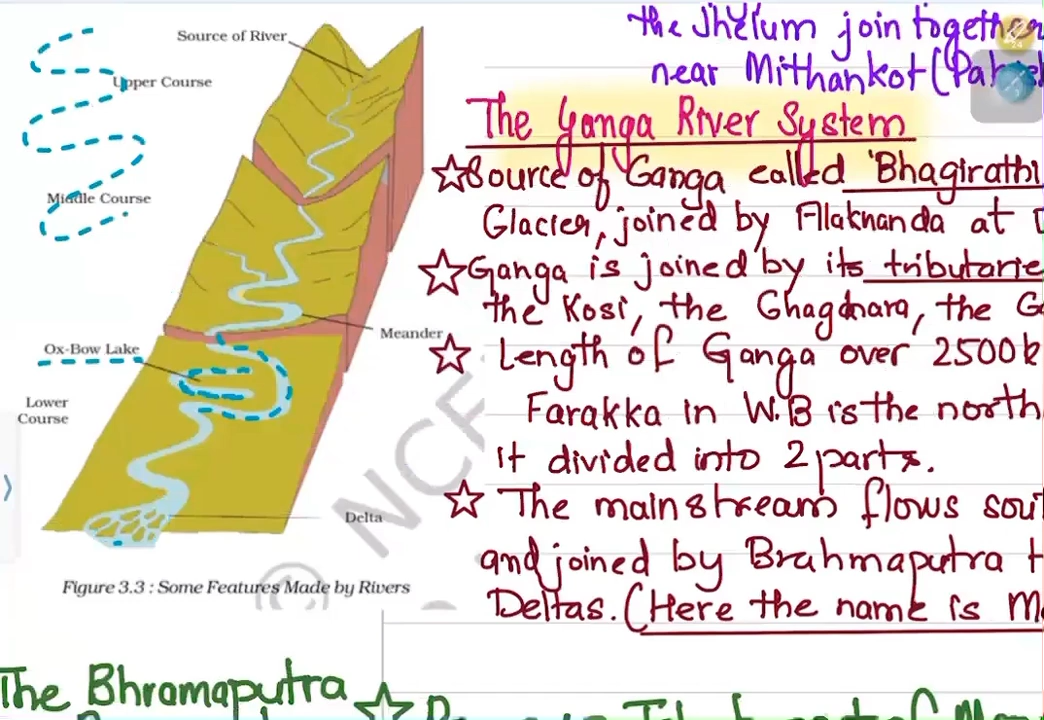 the Jhelum join together
near Mithankot (Pak
The Ganga River System
Source of Ganga called 'Bhagirathi
Glacier, joined by Alaknanda at D
Ganga is joined by its tributarie
the Kosi, the Ghaghara, the G
Length of Ganga over 2500k
Farakka in W.B is the north
it divided into 2 parts.
The mainstream flows sou
and joined by Brahmaputra t
Deltas. (Here the name is M
Source of River
Upper Course
Middle Course
Meander
Ox-Bow Lake
Lower
Course
Delta
© NCE
Figure 3.3 : Some Features Made by Rivers
The Bhramaputra